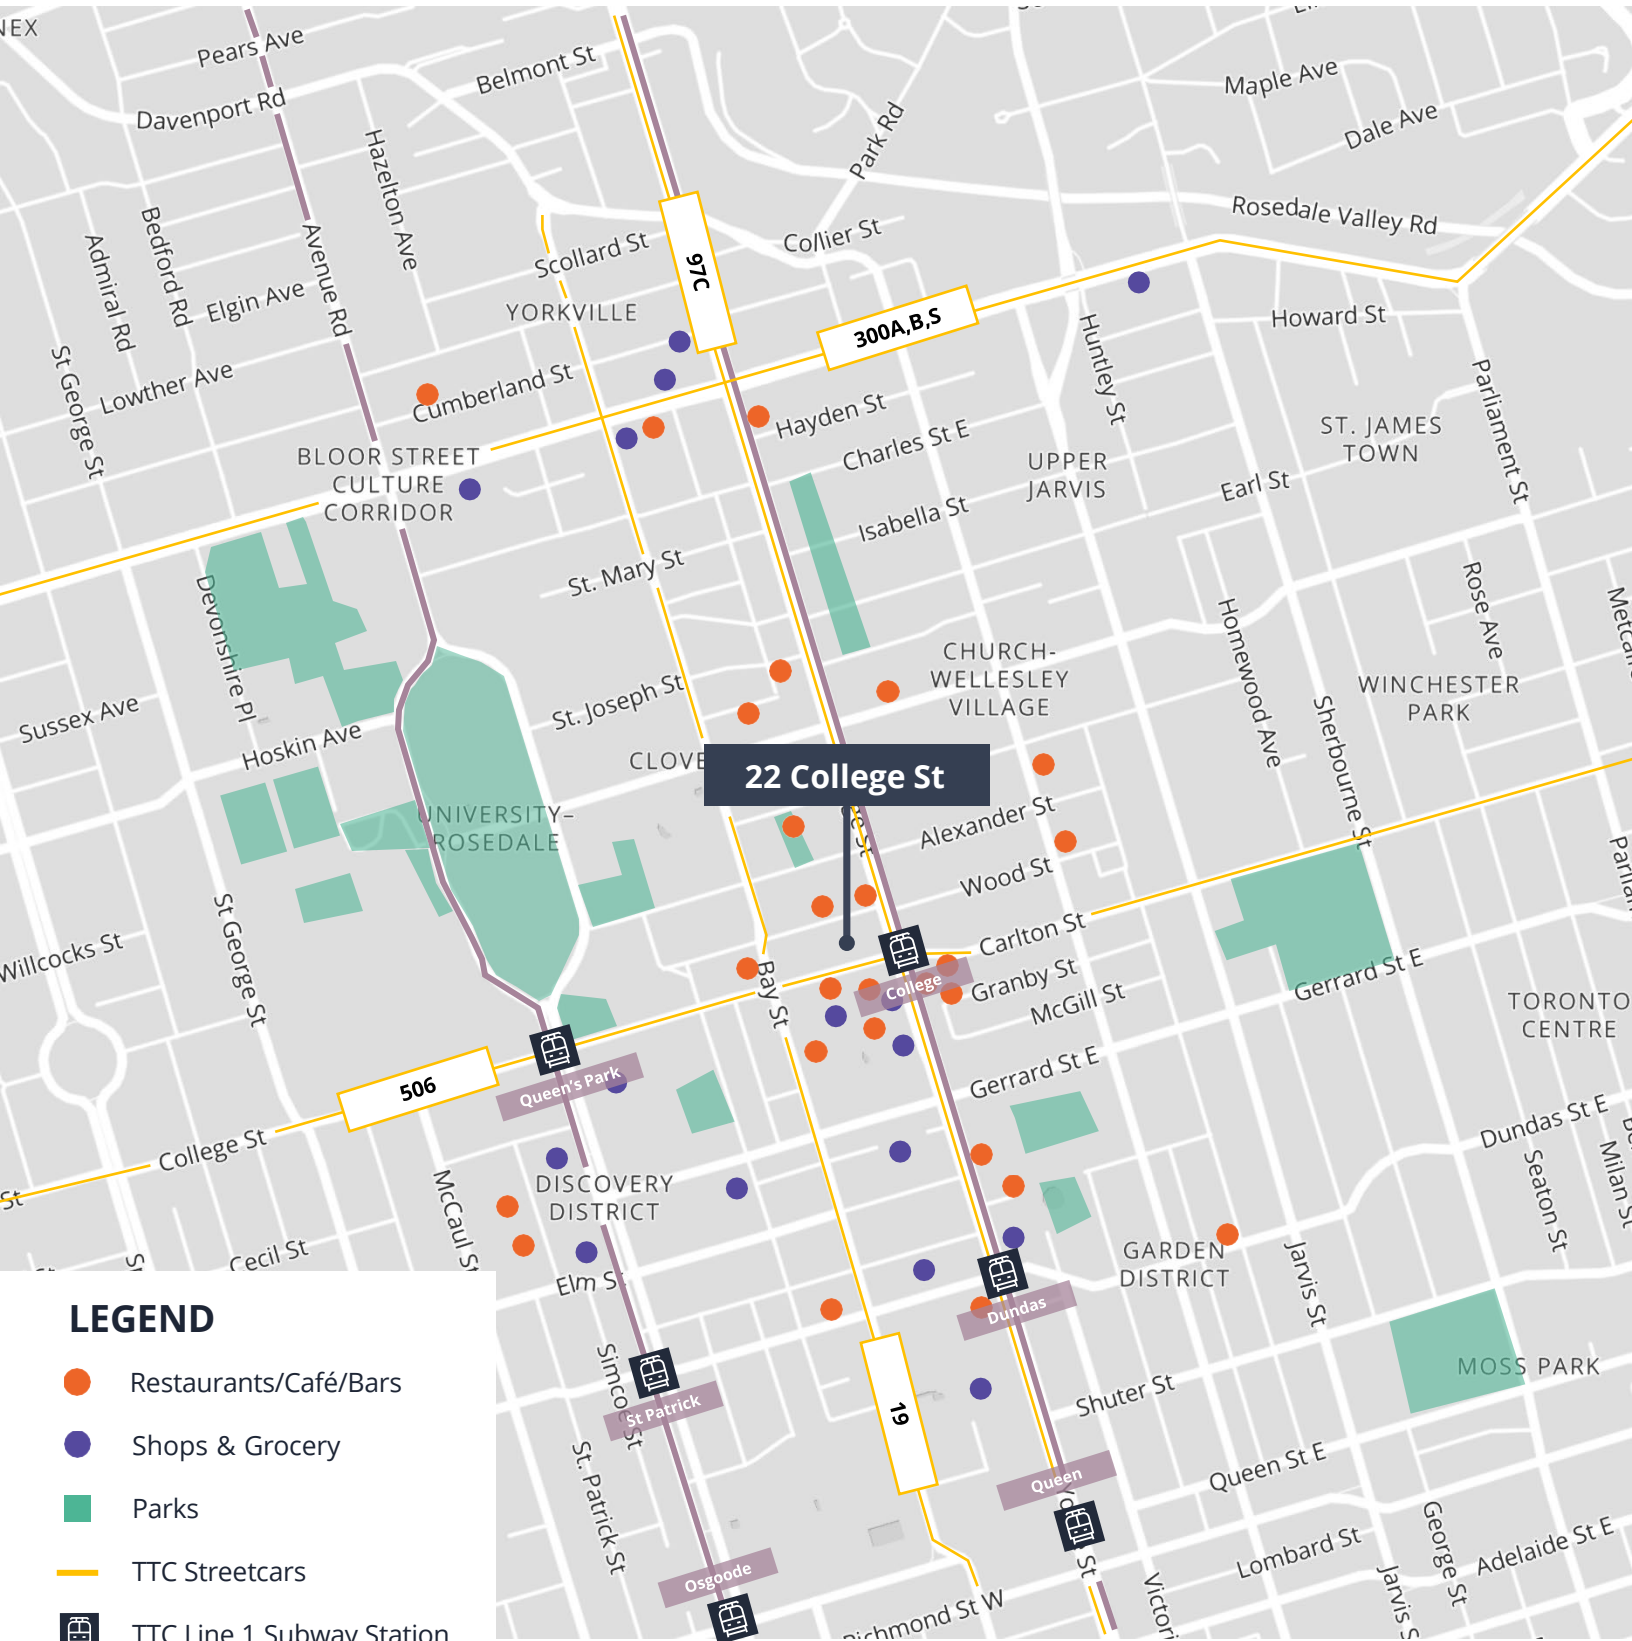 Pears Ave
Belmont St
Maple Ave
Davenport Rd
Dale Ave
Park Rd
Hazelton Ave
Bedford Rd
Admiral Rd
Avenue Rd
Rosedale Valley Rd
Collier St
Scollard St
97C
Elgin Ave
YORKVILLE
300A,B,S
Howard St
Huntley St
St George St
Lowther Ave
Cumberland St
Hayden St
Charles St E
Parliament St
ST. JAMES
TOWN
BLOOR STREET
CULTURE
CORRIDOR
UPPER
JARVIS
Earl St
Isabella St
St. Mary St
Devonshire Pl
Rose Ave
Homewood Ave
CHURCH-
WELLESLEY
VILLAGE
WINCHESTER
PARK
St. Joseph St
Sussex Ave
Hoskin Ave
Sherbourne St
22 College St
UNIVERSITY–
ROSEDALE
Alexander St
Wood St
St George St
Willcocks St
Carlton St
Bay St
College
Granby St
McGill St
Gerrard St E
TORONTO
CENTRE
Gerrard St E
Queen's Park
506
College St
Dundas St E
McCaul St
DISCOVERY
DISTRICT
Seaton St
Milan St
Cecil St
Elm St
GARDEN
DISTRICT
Jarvis St
Dundas
Simcoe St
St Patrick
19
Shuter St
MOSS PARK
St. Patrick St
Queen
Queen St E
George St
Lombard St
Adelaide St E
Osgoode
Richmond St W
LEGEND
Restaurants/Café/Bars
Shops & Grocery
Parks
TTC Streetcars
TTC Line 1 Subway Station